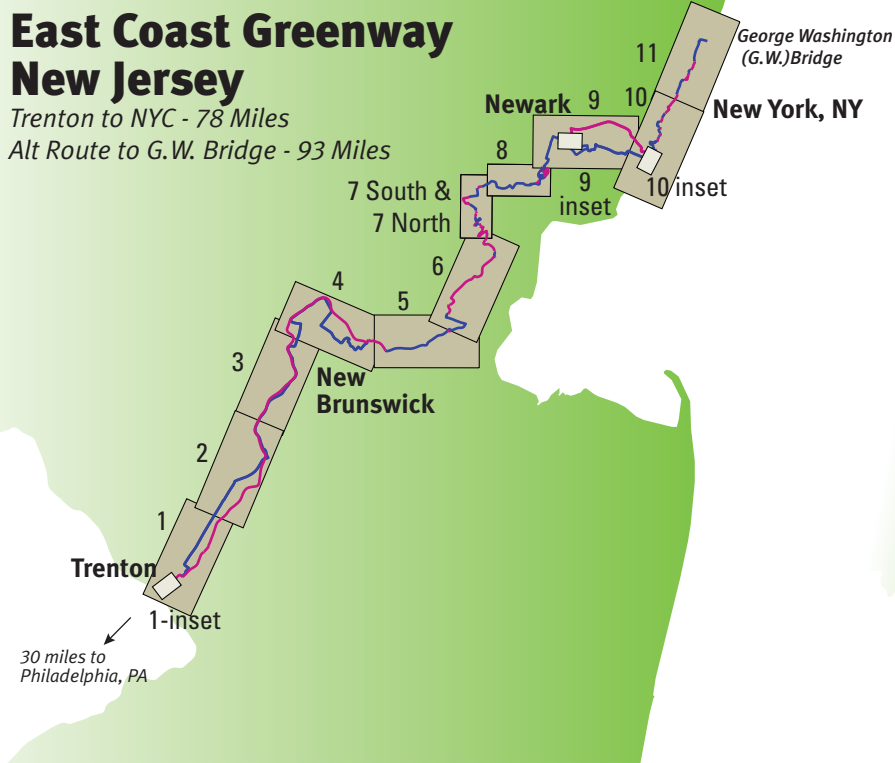 East Coast Greenway
New Jersey
Trenton to NYC - 78 Miles
Alt Route to G.W. Bridge - 93 Miles
George Washington
(G.W.)Bridge
11
10
New York, NY
Newark
9
8
9
inset
10 inset
7 South &
7 North
6
5
4
3
New
Brunswick
2
1
Trenton
1-inset
30 miles to
Philadelphia, PA